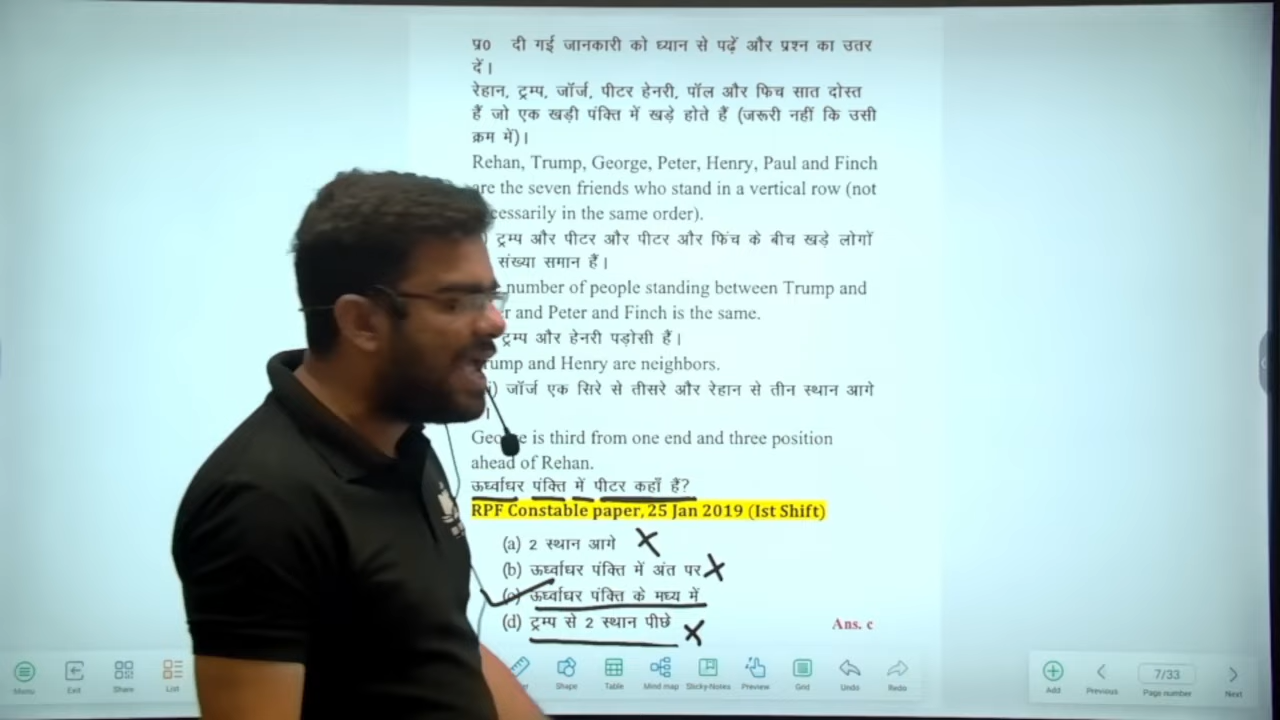 प्र0 दी गई जानकारी को ध्यान से पढ़ें और प्रश्न का उतर
दें।
रेहान, ट्रम्प, जॉर्ज, पीटर हेनरी, पॉल और फिच सात दोस्त
हैं जो एक खड़ी पंक्ति में खड़े होते हैं (जरूरी नहीं कि उसी
क्रम में)।
Rehan, Trump, George, Peter, Henry, Paul and Finch
are the seven friends who stand in a vertical row (not
cessarily in the same order).
ट्रम्प और पीटर और पीटर और फिंच के बीच खड़े लोगों
संख्या समान हैं।
number of people standing between Trump and
r and Peter and Finch is the same.
ट्रम्प और हेनरी पड़ोसी हैं।
rump and Henry are neighbors.
i) जॉर्ज एक सिरे से तीसरे और रेहान से तीन स्थान आगे
।
George is third from one end and three position
ahead of Rehan.
ऊर्ध्वाधर पंक्ति में पीटर कहाँ हैं?
RPF Constable paper, 25 Jan 2019 (Ist Shift)
(a) 2 स्थान आगे
(b) ऊर्ध्वाधर पंक्ति में अंत पर
(c) ऊर्ध्वाधर पंक्ति के मध्य में
(d) ट्रम्प से 2 स्थान पीछे
Ans. c
Menu Exit Share List Shape Table Mind map Sticky-Notes Preview Grid Undo Redo Add Previous 7/33 Page number Next